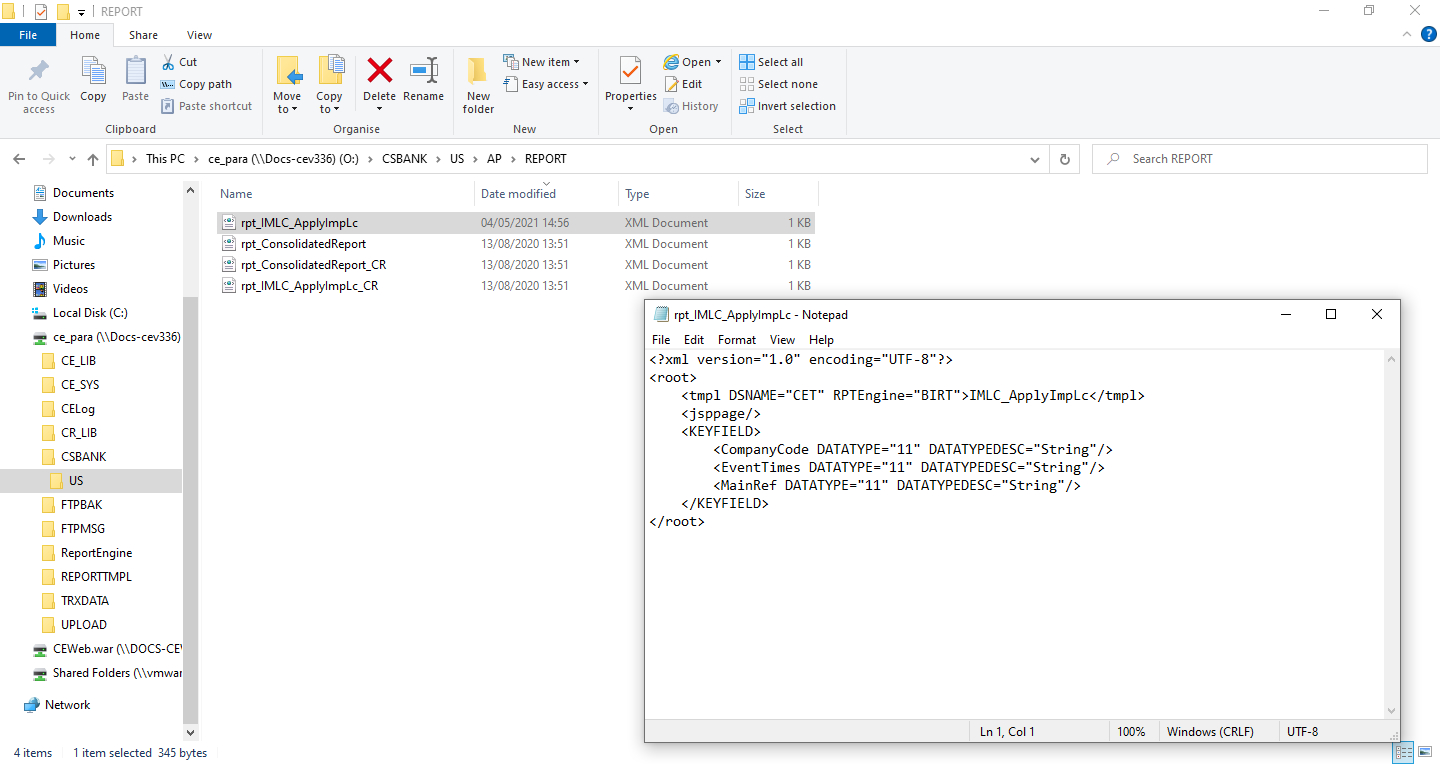 REPORT
File Home Share View
Pin to Quick access
Copy
Paste
Cut
Copy path
Paste shortcut
Clipboard
Move to
Copy to
Delete
Rename
Organise
New folder
New item
Easy access
New
Properties
Open
Edit
History
Open
Select all
Select none
Invert selection
Select
This PC > ce_para (\\Docs-cev336) (O:) > CSBANK > US > AP > REPORT
Search REPORT
Documents
Downloads
Music
Pictures
Videos
Local Disk (C:)
ce_para (\\Docs-cev336)
CE_LIB
CE_SYS
CELog
CR_LIB
CSBANK
US
FTPBAK
FTPMSG
ReportEngine
REPORTTMPL
TRXDATA
UPLOAD
CEWeb.war (\\DOCS-CEV
Shared Folders (\\vmwar
Network
Name Date modified Type Size
rpt_IMLC_ApplyImpLc 04/05/2021 14:56 XML Document 1 KB
rpt_ConsolidatedReport 13/08/2020 13:51 XML Document 1 KB
rpt_ConsolidatedReport_CR 13/08/2020 13:51 XML Document 1 KB
rpt_IMLC_ApplyImpLc_CR 13/08/2020 13:51 XML Document 1 KB
rpt_IMLC_ApplyImpLc - Notepad
File Edit Format View Help
<?xml version="1.0" encoding="UTF-8"?>
<root>
<tmpl DSNAME="CET" RPTEngine="BIRT">IMLC_ApplyImpLc</tmpl>
<jsppage/>
<KEYFIELD>
<CompanyCode DATATYPE="11" DATATYPEDESC="String"/>
<EventTimes DATATYPE="11" DATATYPEDESC="String"/>
<MainRef DATATYPE="11" DATATYPEDESC="String"/>
</KEYFIELD>
</root>
Ln 1, Col 1 100% Windows (CRLF) UTF-8
4 items 1 item selected 345 bytes